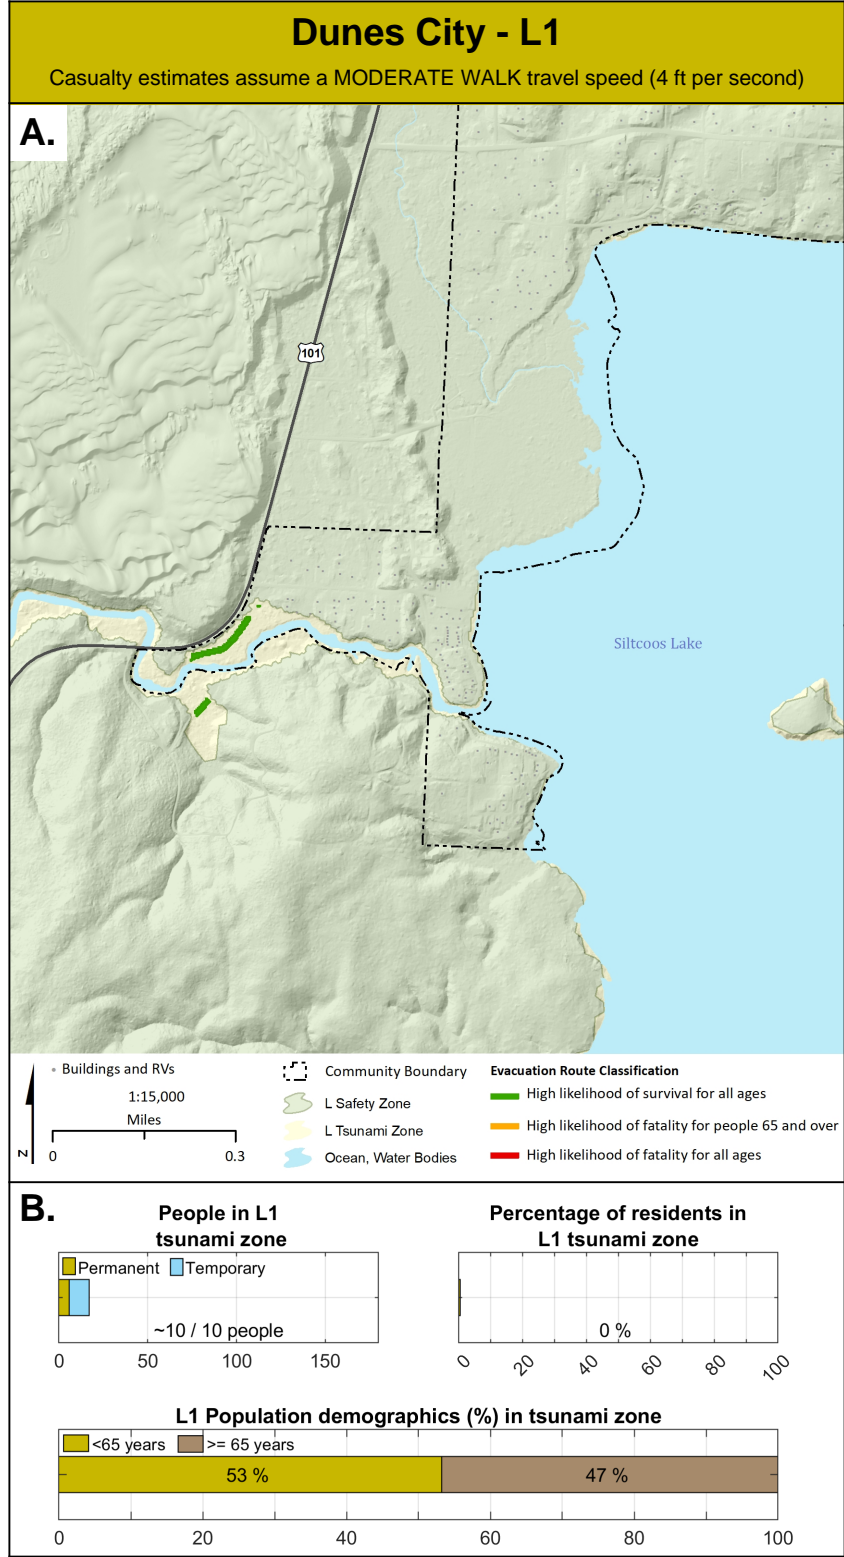 Dunes City - L1
Casualty estimates assume a MODERATE WALK travel speed (4 ft per second)
A.
101
Siltcoos Lake
Buildings and RVs
1:15,000
Miles
0 0.3
N
Community Boundary
L Safety Zone
L Tsunami Zone
Ocean, Water Bodies
Evacuation Route Classification
High likelihood of survival for all ages
High likelihood of fatality for people 65 and over
High likelihood of fatality for all ages
B.
People in L1
tsunami zone
Permanent Temporary
~10 / 10 people
0 50 100 150
Percentage of residents in
L1 tsunami zone
0 %
0 20 40 60 80 100
L1 Population demographics (%) in tsunami zone
<65 years >= 65 years
53 % 47 %
0 20 40 60 80 100